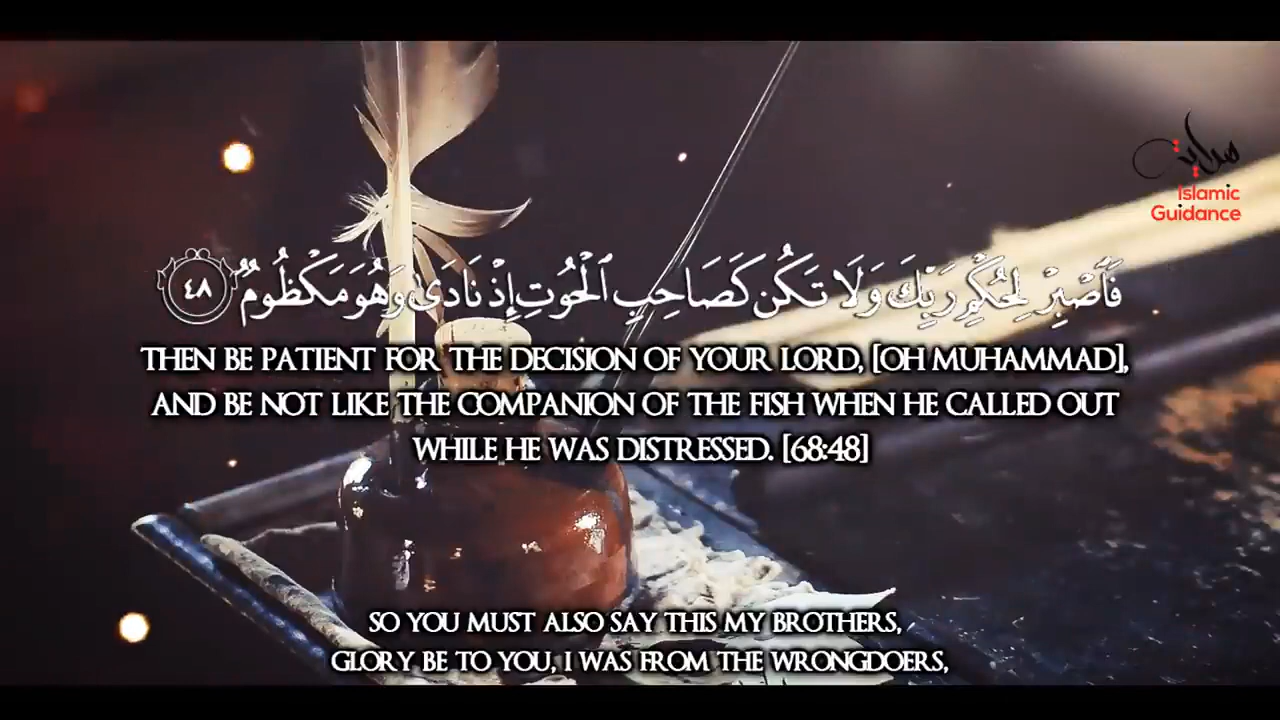 هداية
Islamic
Guidance
فَٱصْبِرْ لِحُكْمِ رَبِّكَ وَلَا تَكُن كَصَاحِبِ ٱلْحُوتِ إِذْ نَادَىٰ وَهُوَ مَكْظُومٌ ٤٨
THEN BE PATIENT FOR THE DECISION OF YOUR LORD, [OH MUHAMMAD],
AND BE NOT LIKE THE COMPANION OF THE FISH WHEN HE CALLED OUT
WHILE HE WAS DISTRESSED. [68:48]
SO YOU MUST ALSO SAY THIS MY BROTHERS,
GLORY BE TO YOU, I WAS FROM THE WRONGDOERS,